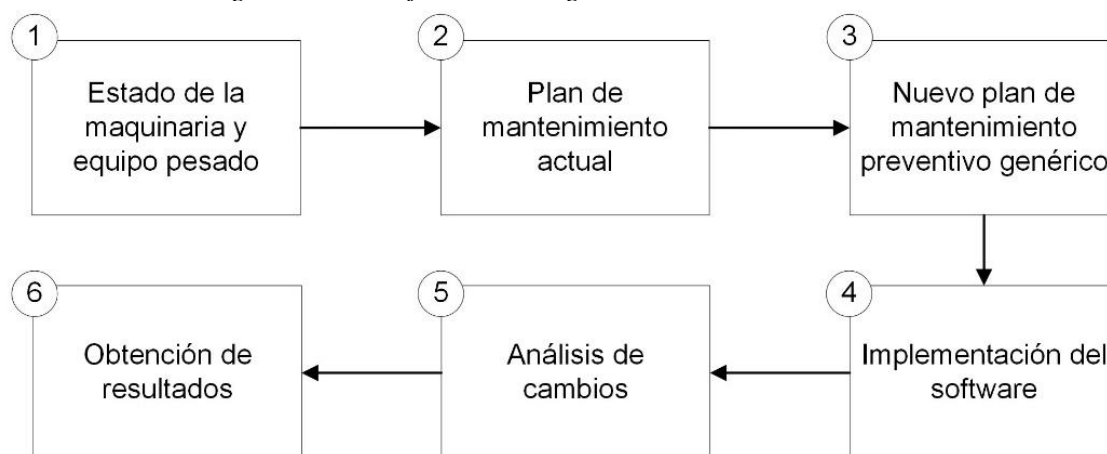 1
Estado de la
maquinaria y
equipo pesado
2
Plan de
mantenimiento
actual
3
Nuevo plan de
mantenimiento
preventivo genérico
4
Implementación del
software
5
Análisis de
cambios
6
Obtención de
resultados